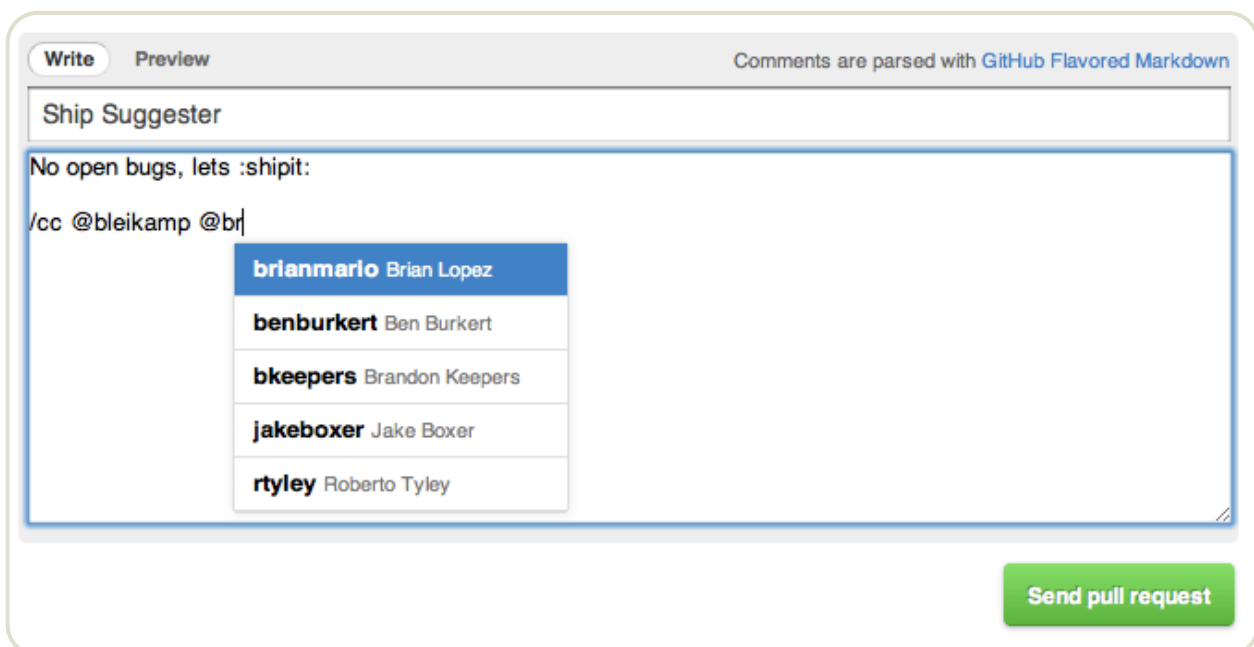 Write Preview Comments are parsed with GitHub Flavored Markdown
Ship Suggester
No open bugs, lets :shipit:
/cc @bleikamp @br
brianmario Brian Lopez
benburkert Ben Burkert
bkeepers Brandon Keepers
jakeboxer Jake Boxer
rtyley Roberto Tyley
Send pull request